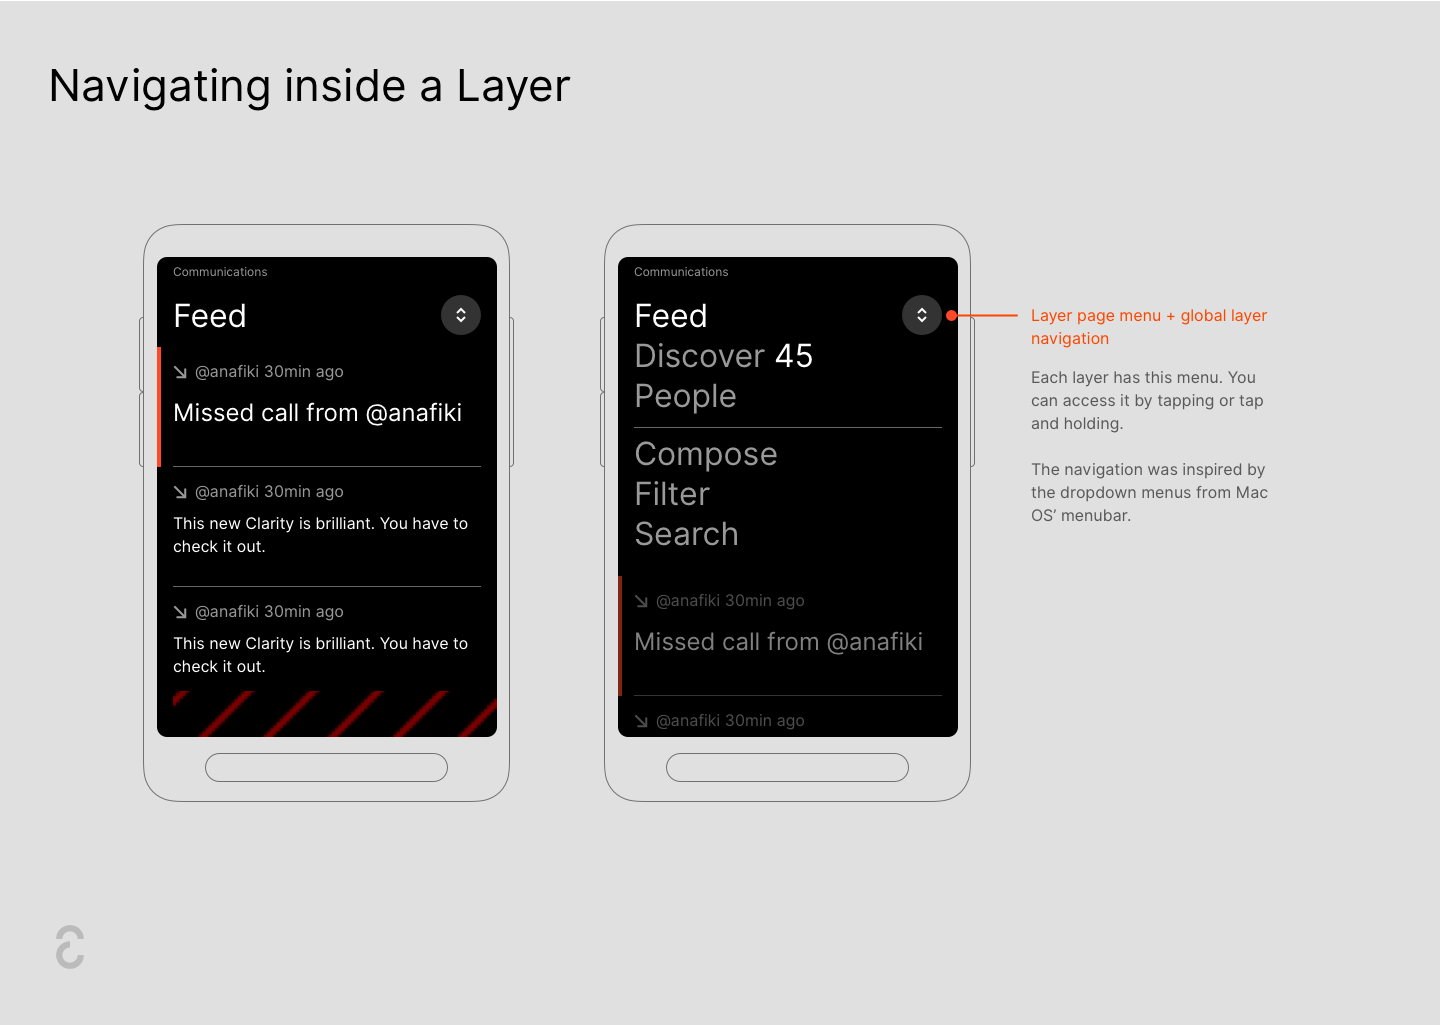 Navigating inside a Layer
Communications
Feed
@anafiki 30min ago
Missed call from @anafiki
@anafiki 30min ago
This new Clarity is brilliant. You have to
check it out.
@anafiki 30min ago
This new Clarity is brilliant. You have to
check it out.
Communications
Feed
Discover 45
People
Compose
Filter
Search
@anafiki 30min ago
Missed call from @anafiki
@anafiki 30min ago
Layer page menu + global layer
navigation
Each layer has this menu. You
can access it by tapping or tap
and holding.
The navigation was inspired by
the dropdown menus from Mac
OS’ menubar.